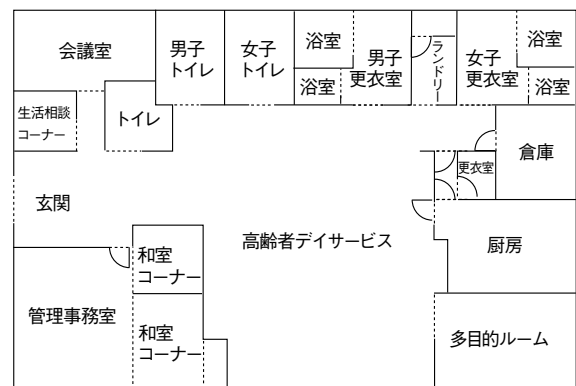 会議室
男子
トイレ
女子
トイレ
浴室
浴室
男子
更衣室
ランドリー
女子
更衣室
浴室
浴室
生活相談
コーナー
トイレ
更衣室
倉庫
玄関
高齢者デイサービス
和室
コーナー
厨房
管理事務室
和室
コーナー
多目的ルーム